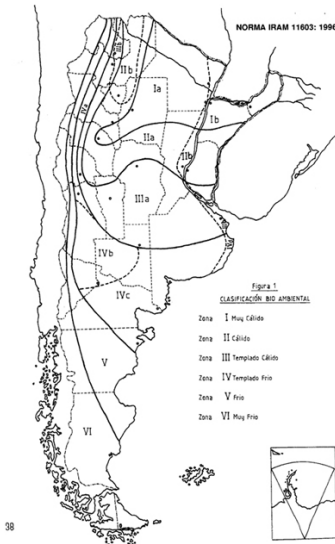 NORMA IRAM 11603: 1996
IIb
Ia
IVa
Ib
IIa
IIb
IIIa
IVb
IVc
V
VI
Figura 1
CLASIFICACIÓN BIO AMBIENTAL
Zona I Muy Cálido
Zona II Cálido
Zona III Templado Cálido
Zona IV Templado Frío
Zona V Frío
Zona VI Muy Frío
38